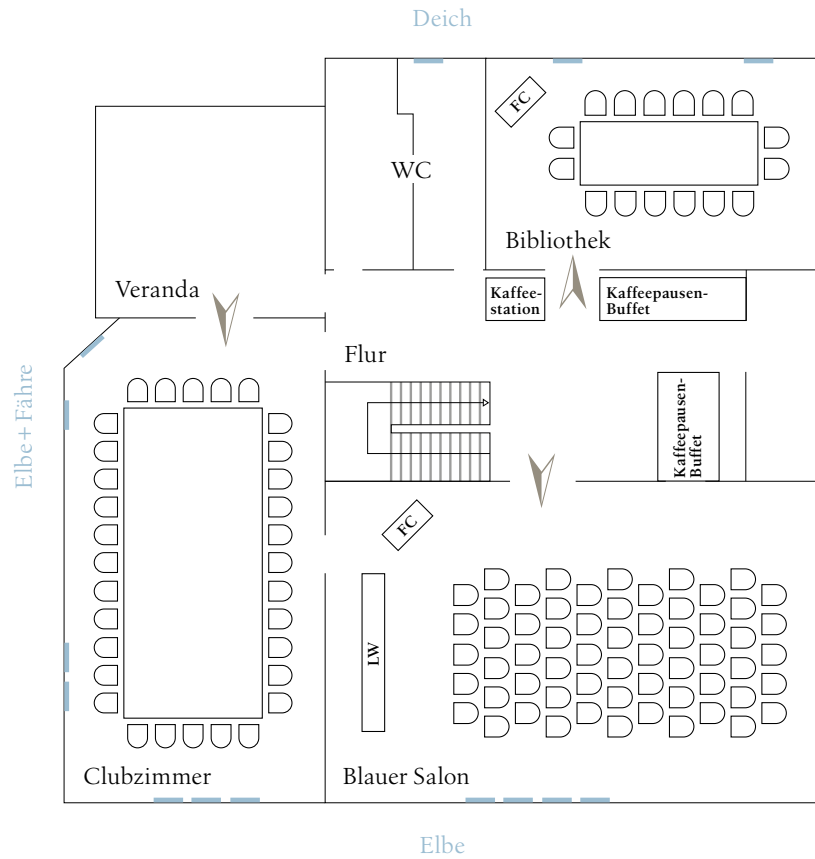 Deich
FC
WC
Bibliothek
Veranda
Kaffee-
station
Kaffeepausen-
Buffet
Flur
Elbe + Fähre
Kaffeepausen-
Buffet
FC
LW
Clubzimmer
Blauer Salon
Elbe